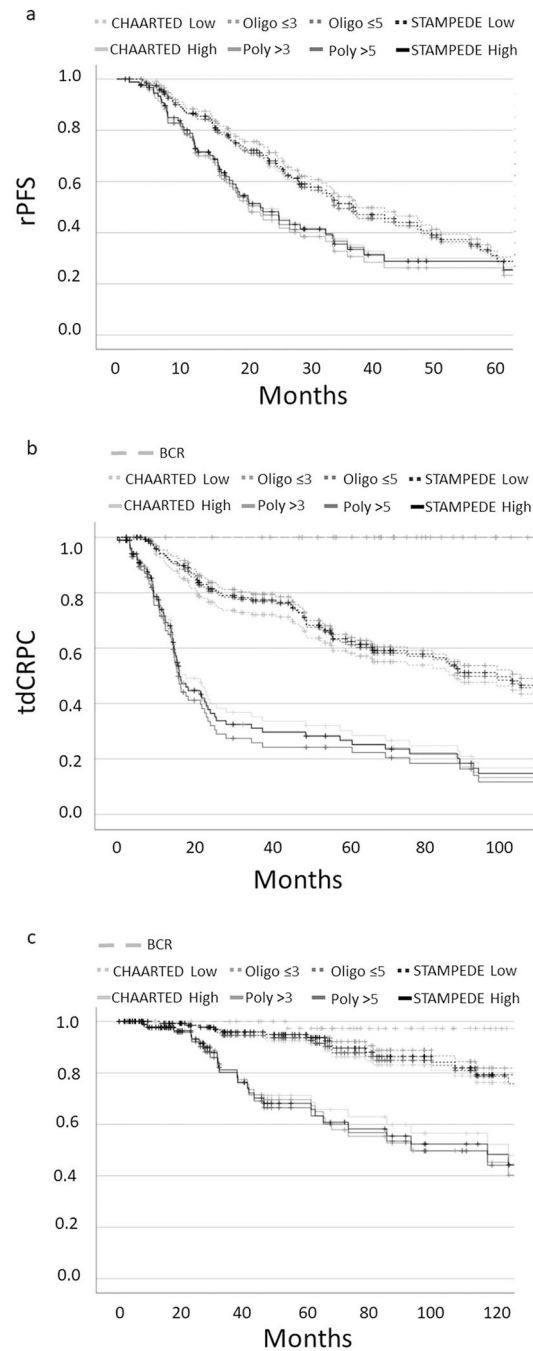 a
CHAARTED Low Oligo ≤3 Oligo ≤5 STAMPEDE Low
CHAARTED High Poly >3 Poly >5 STAMPEDE High
1.0
0.8
0.6
0.4
0.2
0.0
rPFS
0 10 20 30 40 50 60
Months
b
BCR
CHAARTED Low Oligo ≤3 Oligo ≤5 STAMPEDE Low
CHAARTED High Poly >3 Poly >5 STAMPEDE High
1.0
0.8
0.6
0.4
0.2
0.0
tdCRPC
0 20 40 60 80 100
Months
c
BCR
CHAARTED Low Oligo ≤3 Oligo ≤5 STAMPEDE Low
CHAARTED High Poly >3 Poly >5 STAMPEDE High
1.0
0.8
0.6
0.4
0.2
0.0
0 20 40 60 80 100 120
Months